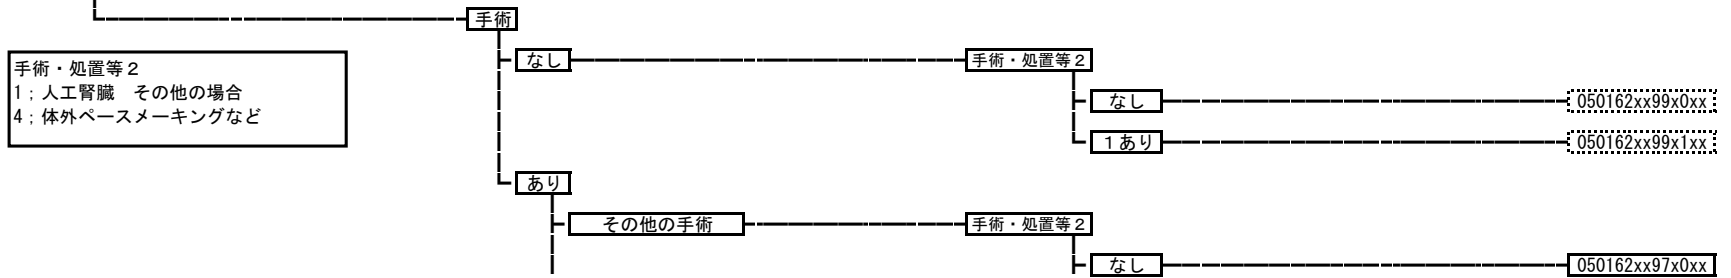 手術
手術・処置等２
1；人工腎臓　その他の場合
4；体外ペースメーキングなど
なし
手術・処置等２
なし
050162xx99x0xx
１あり
050162xx99x1xx
あり
その他の手術
手術・処置等２
なし
050162xx97x0xx